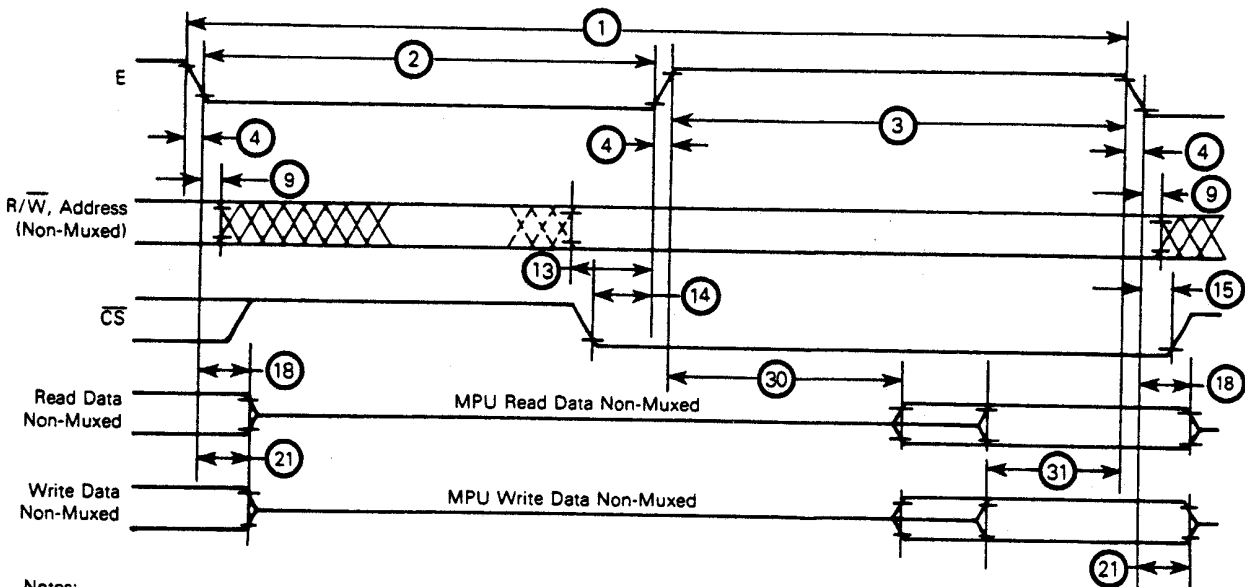 1
2
E
3
4
4
4
9
9
R/W̅, Address
(Non-Muxed)
13
14
15
C̅S̅
18
30
18
Read Data
Non-Muxed
MPU Read Data Non-Muxed
21
31
Write Data
Non-Muxed
MPU Write Data Non-Muxed
21
Notes: